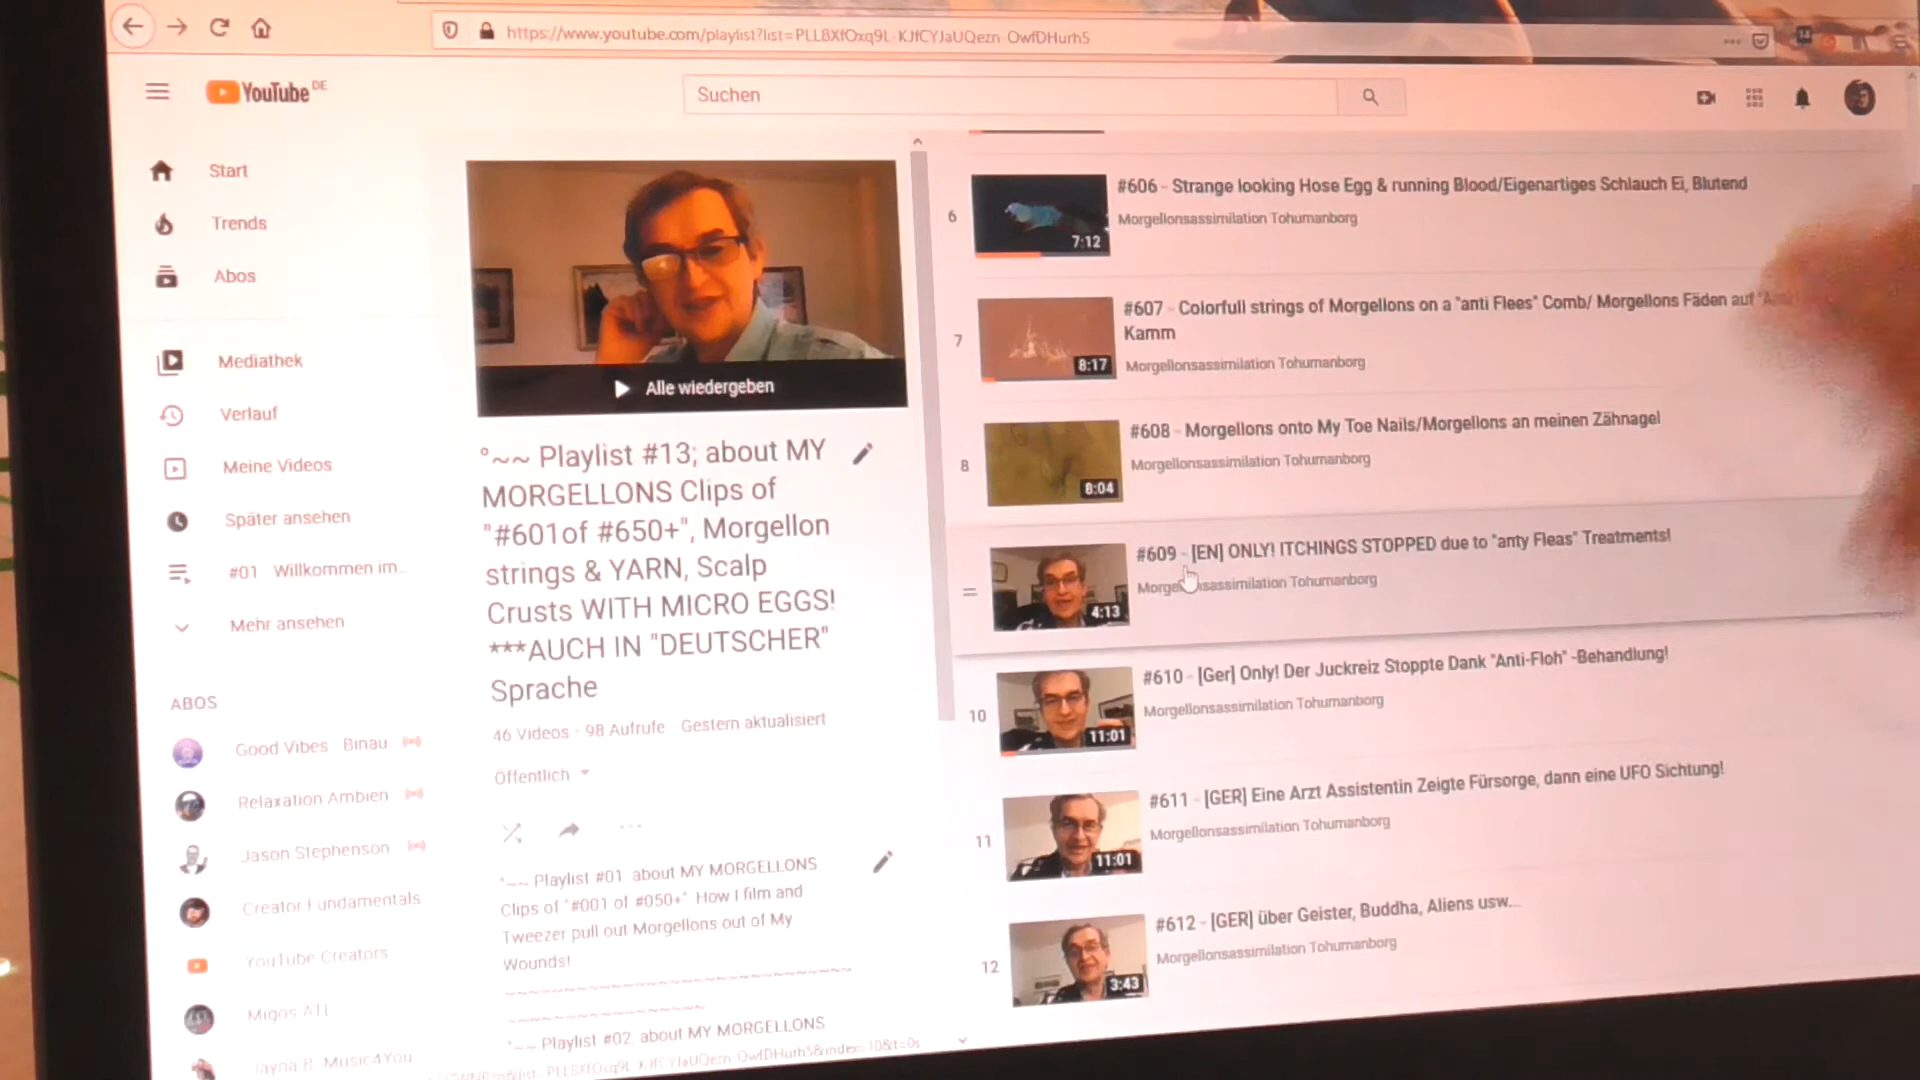 https://www.youtube.com/playlist?list=PLL8XfOxq9L-KJfCYJaUQezn-OwfDHurh5
YouTube DE
Suchen
Start
Trends
Abos
Mediathek
Verlauf
Meine Videos
Später ansehen
#01 Willkommen im...
Mehr ansehen
ABOS
Good Vibes Binau
Relaxation Ambien
Jason Stephenson
Creator Fundamentals
YouTube Creators
Migos ATL
Music4You
Alle wiedergeben
°~~ Playlist #13; about MY
MORGELLONS Clips of
"#601of #650+", Morgellon
strings & YARN, Scalp
Crusts WITH MICRO EGGS!
***AUCH IN "DEUTSCHER"
Sprache
46 Videos · 98 Aufrufe · Gestern aktualisiert
Öffentlich
°~~ Playlist #01 about MY MORGELLONS
Clips of "#001 of #050+" How I film and
Tweezer pull out Morgellons out of My
Wounds!
~~~~~~~~~~~~~~~~~~~~~~~~~~~~~
~~~~~~~~~~~~~~~~
°~~ Playlist #02 about MY MORGELLONS
6
7:12
#606 - Strange looking Hose Egg & running Blood/Eigenartiges Schlauch Ei, Blutend
Morgellonsassimilation Tohumanborg
7
8:17
#607 - Colorfull strings of Morgellons on a "anti Flees" Comb/ Morgellons Fäden auf
Kamm
Morgellonsassimilation Tohumanborg
8
8:04
#608 - Morgellons onto My Toe Nails/Morgellons an meinen Zähnagel
Morgellonsassimilation Tohumanborg
4:13
#609 - [EN] ONLY! ITCHINGS STOPPED due to "anty Fleas" Treatments!
Tohumanborg
10
11:01
#610 - [Ger] Only! Der Juckreiz Stoppte Dank "Anti-Floh" -Behandlung!
Morgellonsassimilation Tohumanborg
11
11:01
#611 - [GER] Eine Arzt Assistentin Zeigte Fürsorge, dann eine UFO Sichtung!
Morgellonsassimilation Tohumanborg
12
3:43
#612 - [GER] über Geister, Buddha, Aliens usw...
Morgellonsassimilation Tohumanborg